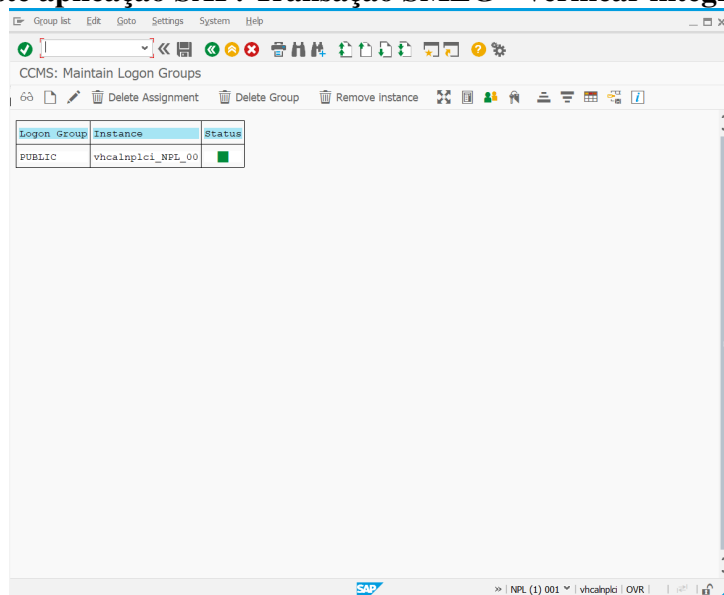 aplicação SAP: Transação SMLG - Verificar integr
Group list Edit Goto Settings System Help
CCMS: Maintain Logon Groups
Delete Assignment Delete Group Remove instance
Logon Group Instance Status
PUBLIC vhcalnplci_NPL_00
SAP
NPL (1) 001 vhcalnplci OVR